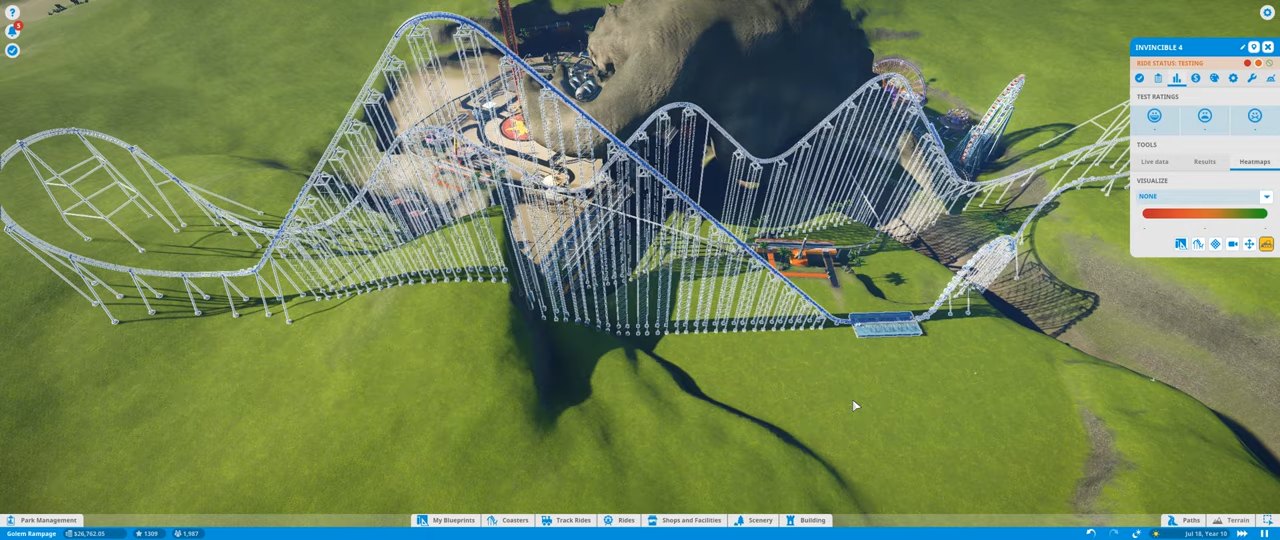 ?
5
INVINCIBLE 4
RIDE STATUS: TESTING
TEST RATINGS
- - -
TOOLS
Live data Results Heatmaps
VISUALIZE
NONE
- - -
Park Management My Blueprints Coasters Track Rides Rides Shops and Facilities Scenery Building Paths Terrain
Golem Rampage $26,762.05 1309 1,987 Jul 18, Year 10